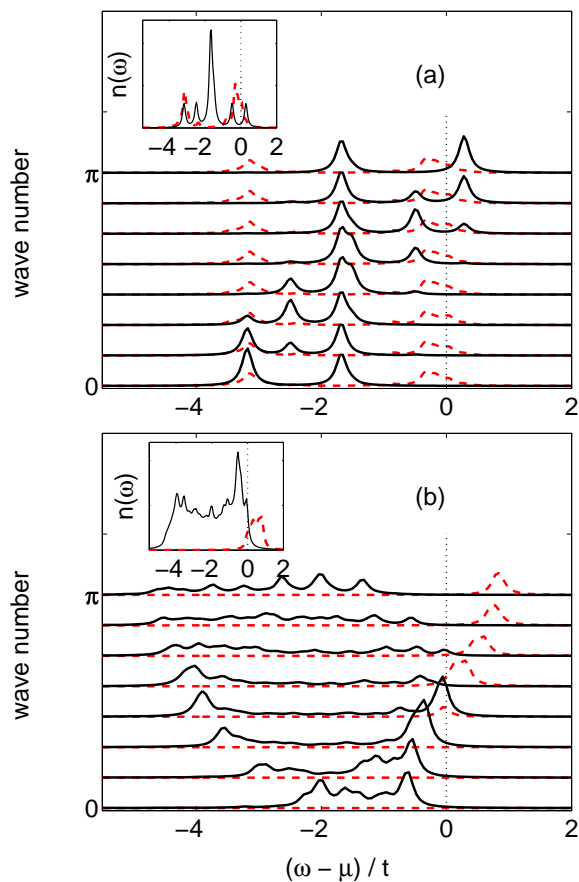 n(ω)
−4 −2 0 2
(a)
wave number
π
0
−4 −2 0 2
n(ω)
−4 −2 0 2
(b)
wave number
π
0
−4 −2 0 2
(ω − μ) / t